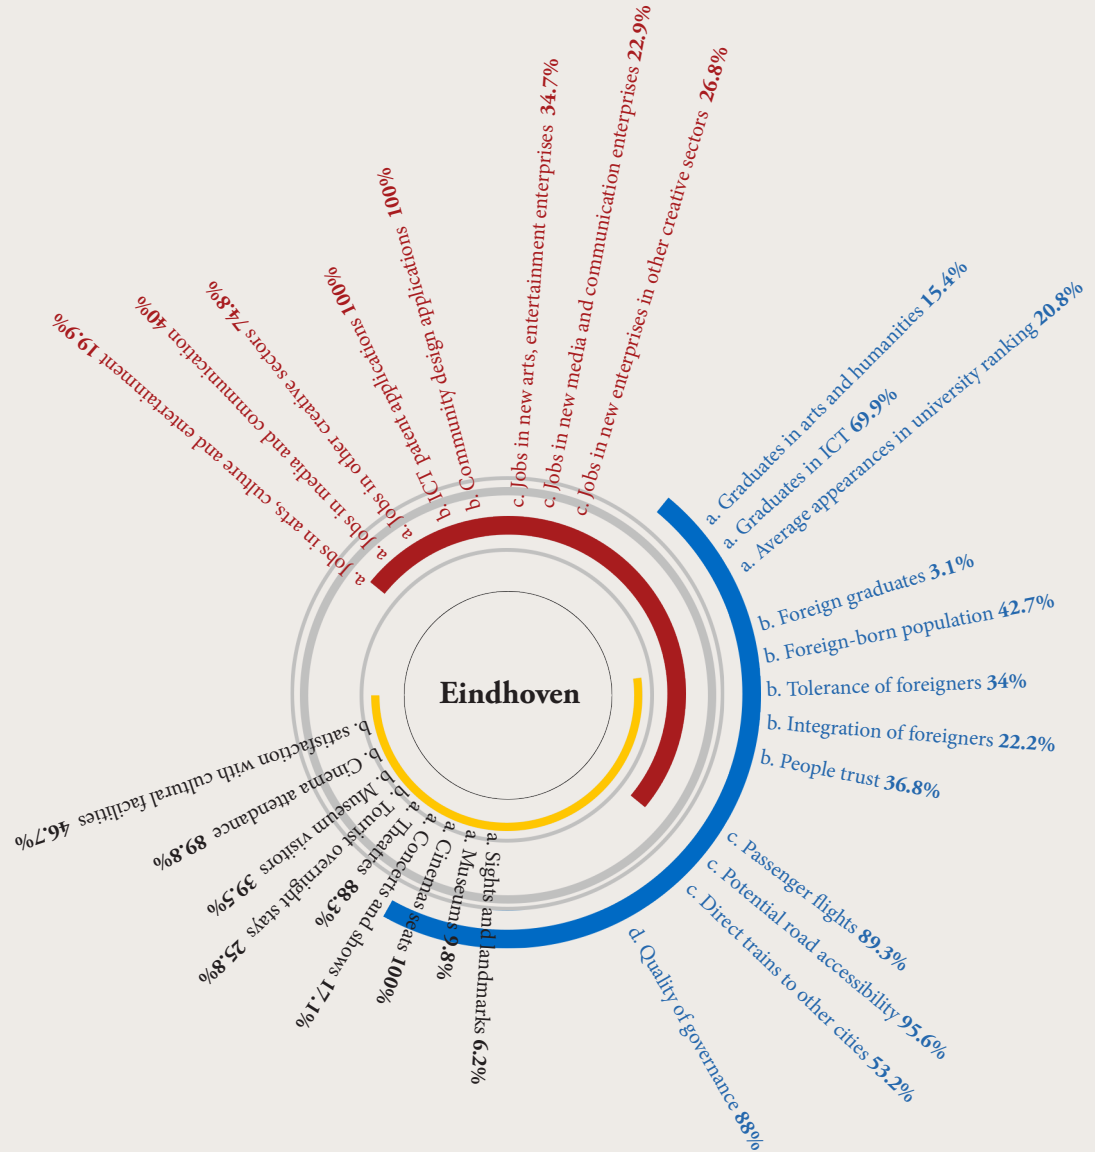 Eindhoven
a. Jobs in arts, culture and entertainment 19.9%
a. Jobs in media and communication 40%
a. Jobs in other creative sectors 74.8%
b. ICT patent applications 100%
b. Community design applications 100%
c. Jobs in new arts, entertainment enterprises 34.7%
c. Jobs in new media and communication enterprises 22.9%
c. Jobs in new enterprises in other creative sectors 26.8%
a. Graduates in arts and humanities 15.4%
a. Graduates in ICT 69.9%
a. Average appearances in university ranking 20.8%
b. Foreign graduates 3.1%
b. Foreign-born population 42.7%
b. Tolerance of foreigners 34%
b. Integration of foreigners 22.2%
b. People trust 36.8%
c. Passenger flights 89.3%
c. Potential road accessibility 95.6%
c. Direct trains to other cities 53.2%
d. Quality of governance 88%
a. Sights and landmarks 6.2%
a. Museums 9.8%
a. Cinemas seats 100%
a. Concerts and shows 17.1%
a. Theatres 88.3%
b. Tourist overnight stays 25.8%
b. Museum visitors 39.5%
b. Cinema attendance 89.8%
b. satisfaction with cultural facilities 46.7%